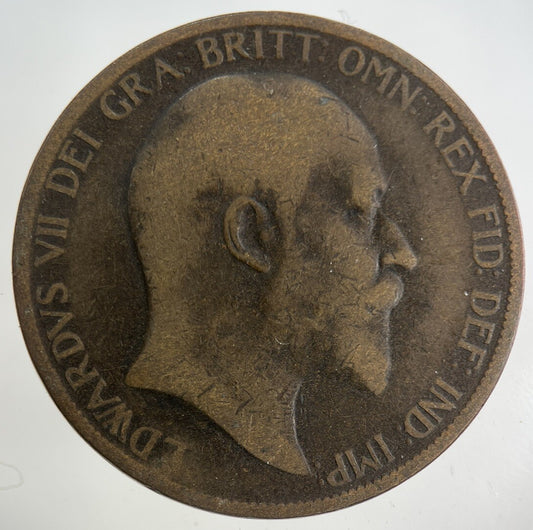 EDWARDVS VII DEI GRA: BRITT: OMN: REX FID: DEF: IND: IMP: